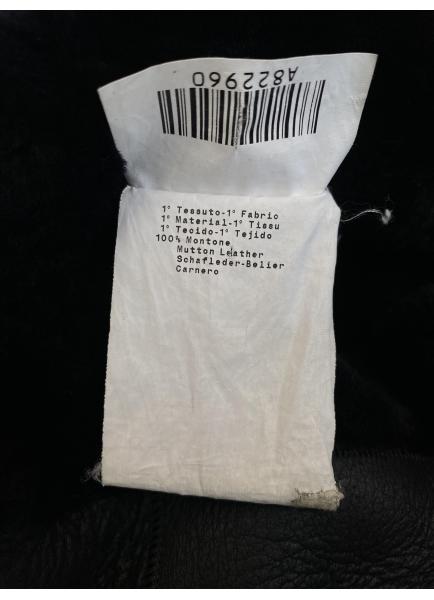 A822960
1° Tessuto-1° Fabric
1° Material-1° Tissu
1° Tecido-1° Tejido
100% Montone
Mutton Leather
Schafleder-Belier
Carnero